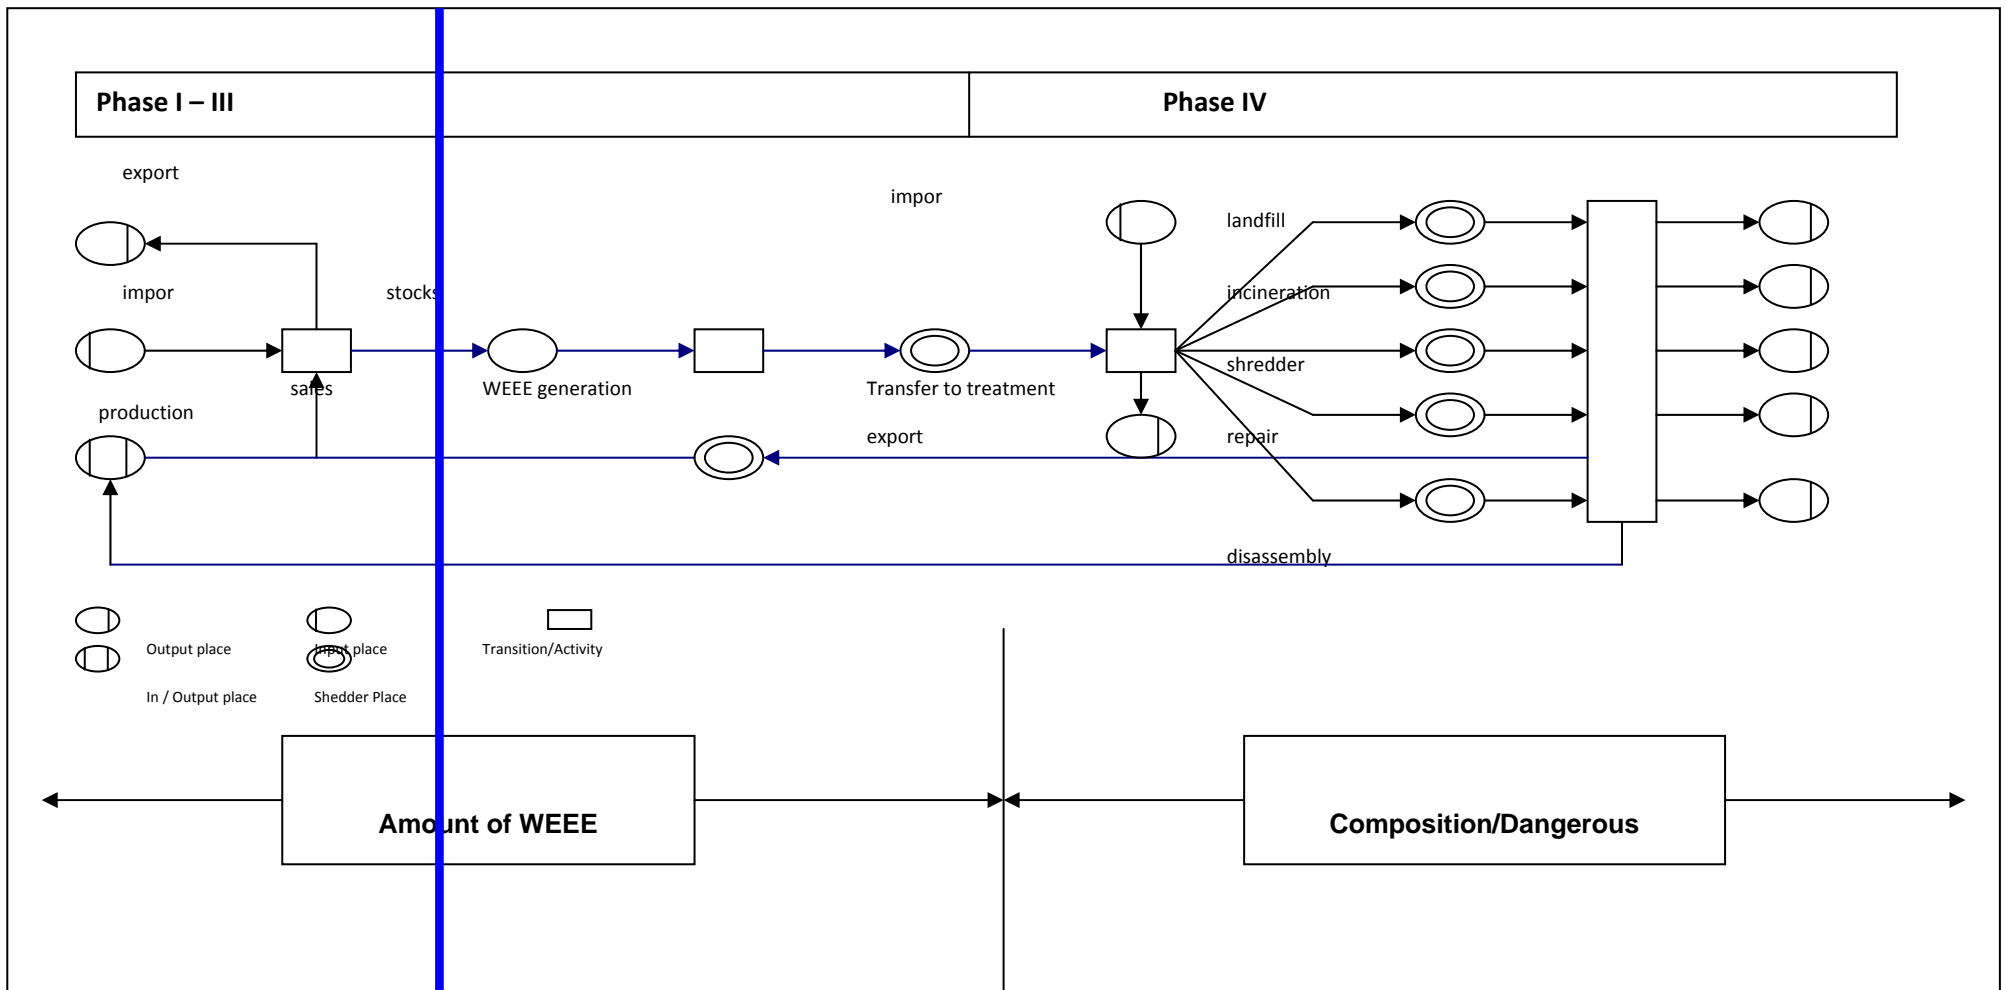 Phase I – III
Phase IV
export
impor
landfill
impor
stocks
incineration
sales
WEEE generation
Transfer to treatment
shredder
production
export
repair
disassembly
Output place
Input place
Transition/Activity
In / Output place
Shedder Place
Amount of WEEE
Composition/Dangerous